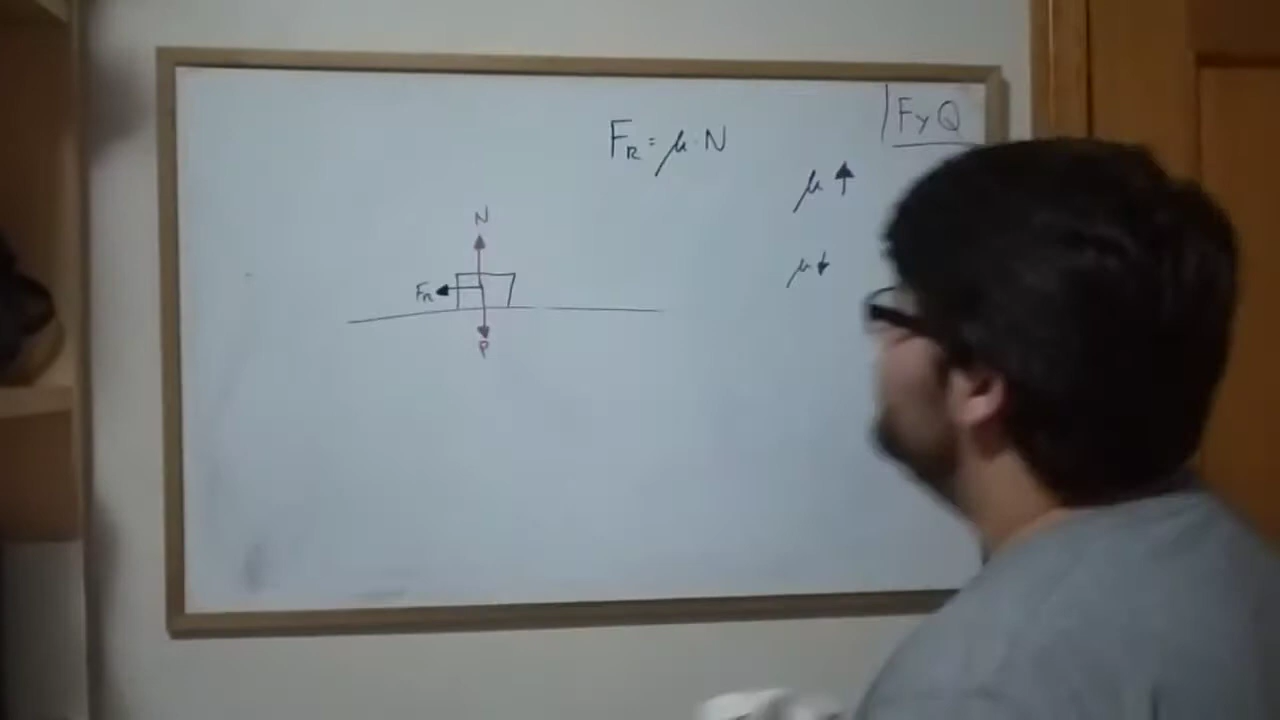 FyQ
F_R = μ · N
μ ↑
μ ↓
N
F_R
P